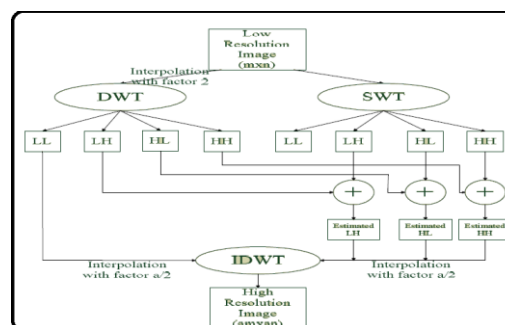 Low
Resolution
Image
(mxn)
Interpolation
with factor 2
DWT
SWT
LL
LH
HL
HH
LL
LH
HL
HH
+
+
+
Estimated
LH
Estimated
HL
Estimated
HH
Interpolation
with factor a/2
IDWT
Interpolation
with factor a/2
High
Resolution
Image
(amxan)